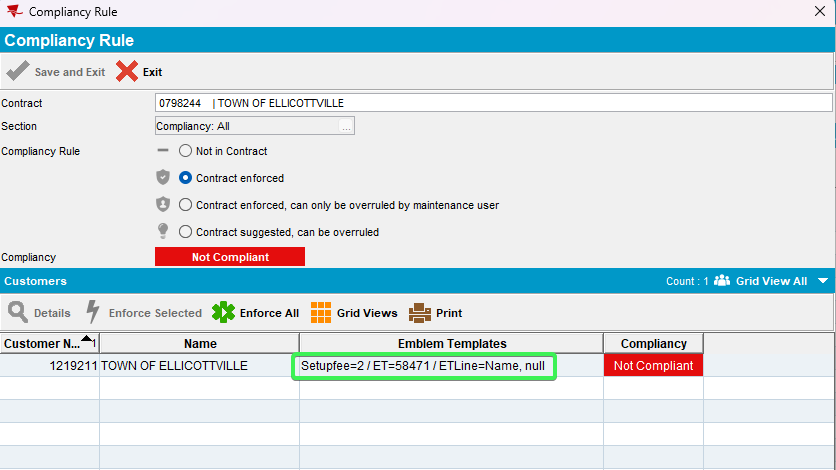 Compliancy Rule
Compliancy Rule
Save and Exit Exit
Contract 0798244 | TOWN OF ELLICOTTVILLE
Section Compliancy: All ...
Compliancy Rule Not in Contract
Contract enforced
Contract enforced, can only be overruled by maintenance user
Contract suggested, can be overruled
Compliancy Not Compliant
Customers Count : 1 Grid View All
Details Enforce Selected Enforce All Grid Views Print
Customer N... 1 Name Emblem Templates Compliancy
1219211 TOWN OF ELLICOTTVILLE Setupfee=2 / ET=58471 / ETLine=Name, null Not Compliant